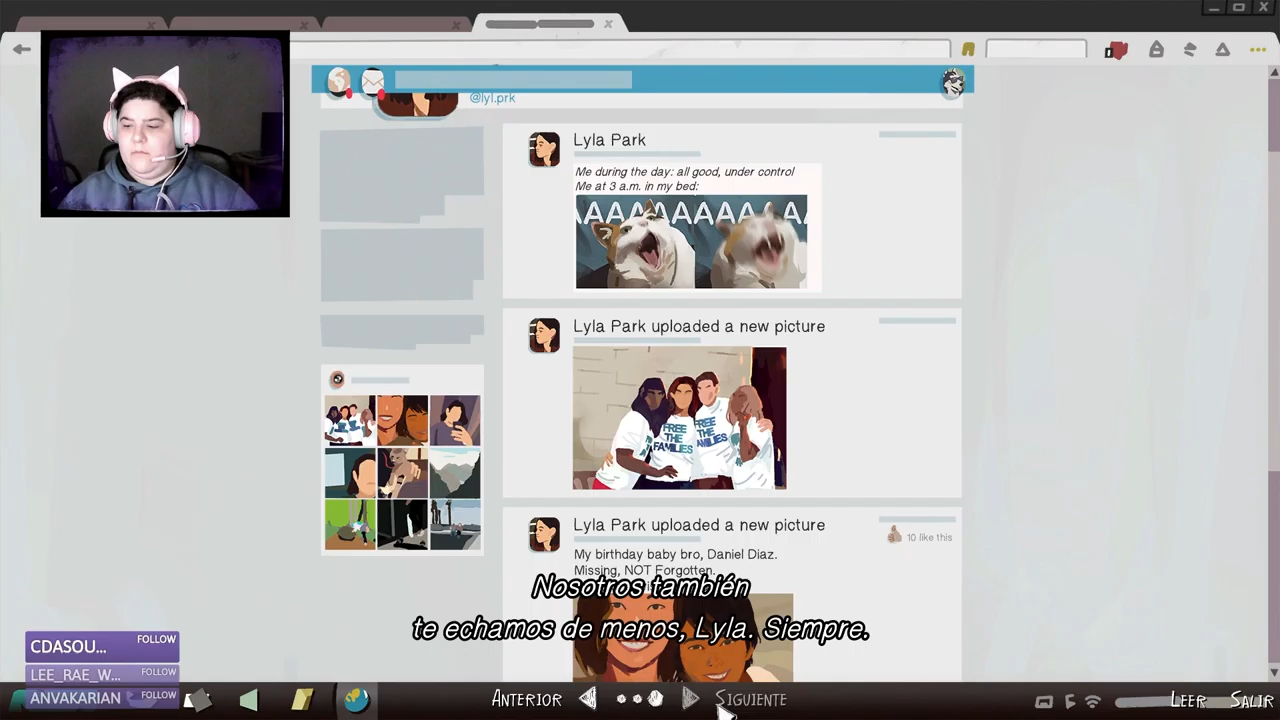 @lyl.prk
Lyla Park
Me during the day: all good, under control
Me at 3 a.m. in my bed:
AAAAAAAAAA
Lyla Park uploaded a new picture
FREE THE FAMILIES
FREE THE FAMILIES
Lyla Park uploaded a new picture
10 like this
My birthday baby bro, Daniel Diaz.
Missing, NOT Forgotten.
Nosotros también
te echamos de menos, Lyla. Siempre.
CDASOU... FOLLOW
LEE_RAE_W... FOLLOW
ANVAKARIAN FOLLOW
ANTERIOR
SIGUIENTE
LEER
SALIR